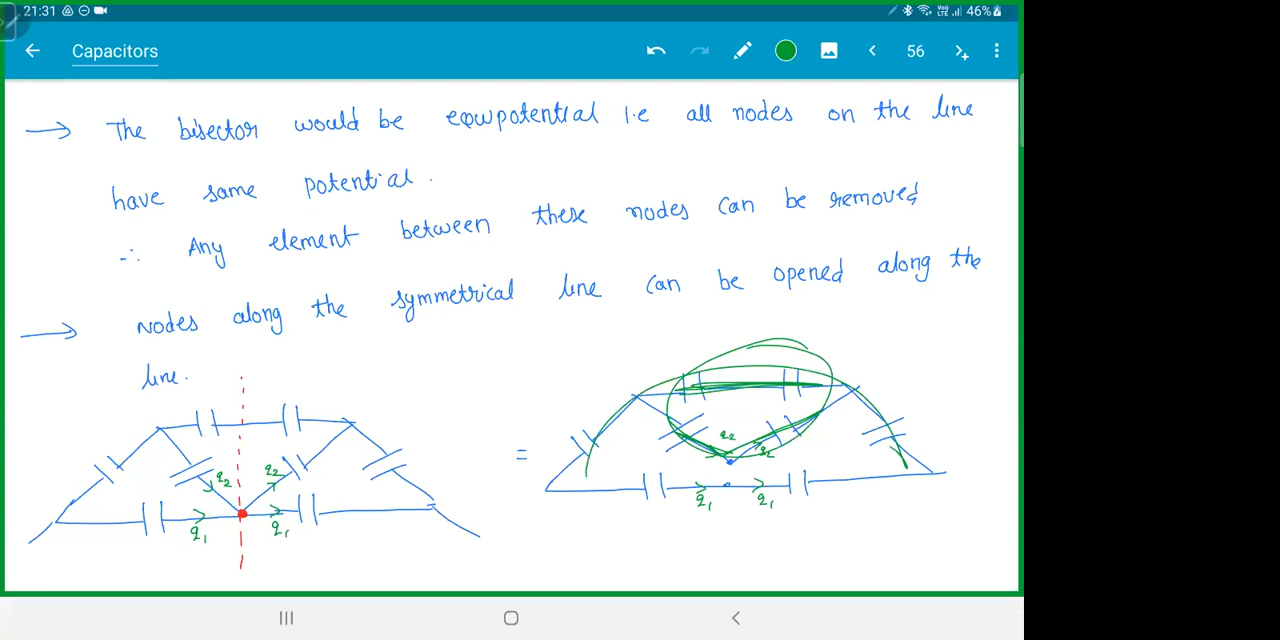 21:31 VoD LTE 46%
Capacitors 56
→ The bisector would be equipotential i.e all nodes on the line
have same potential.
∴ Any element between these nodes can be removed
→ Nodes along the symmetrical line can be opened along the
line.
q2 q2
q1 q1
=
q2 q2
q1 q1